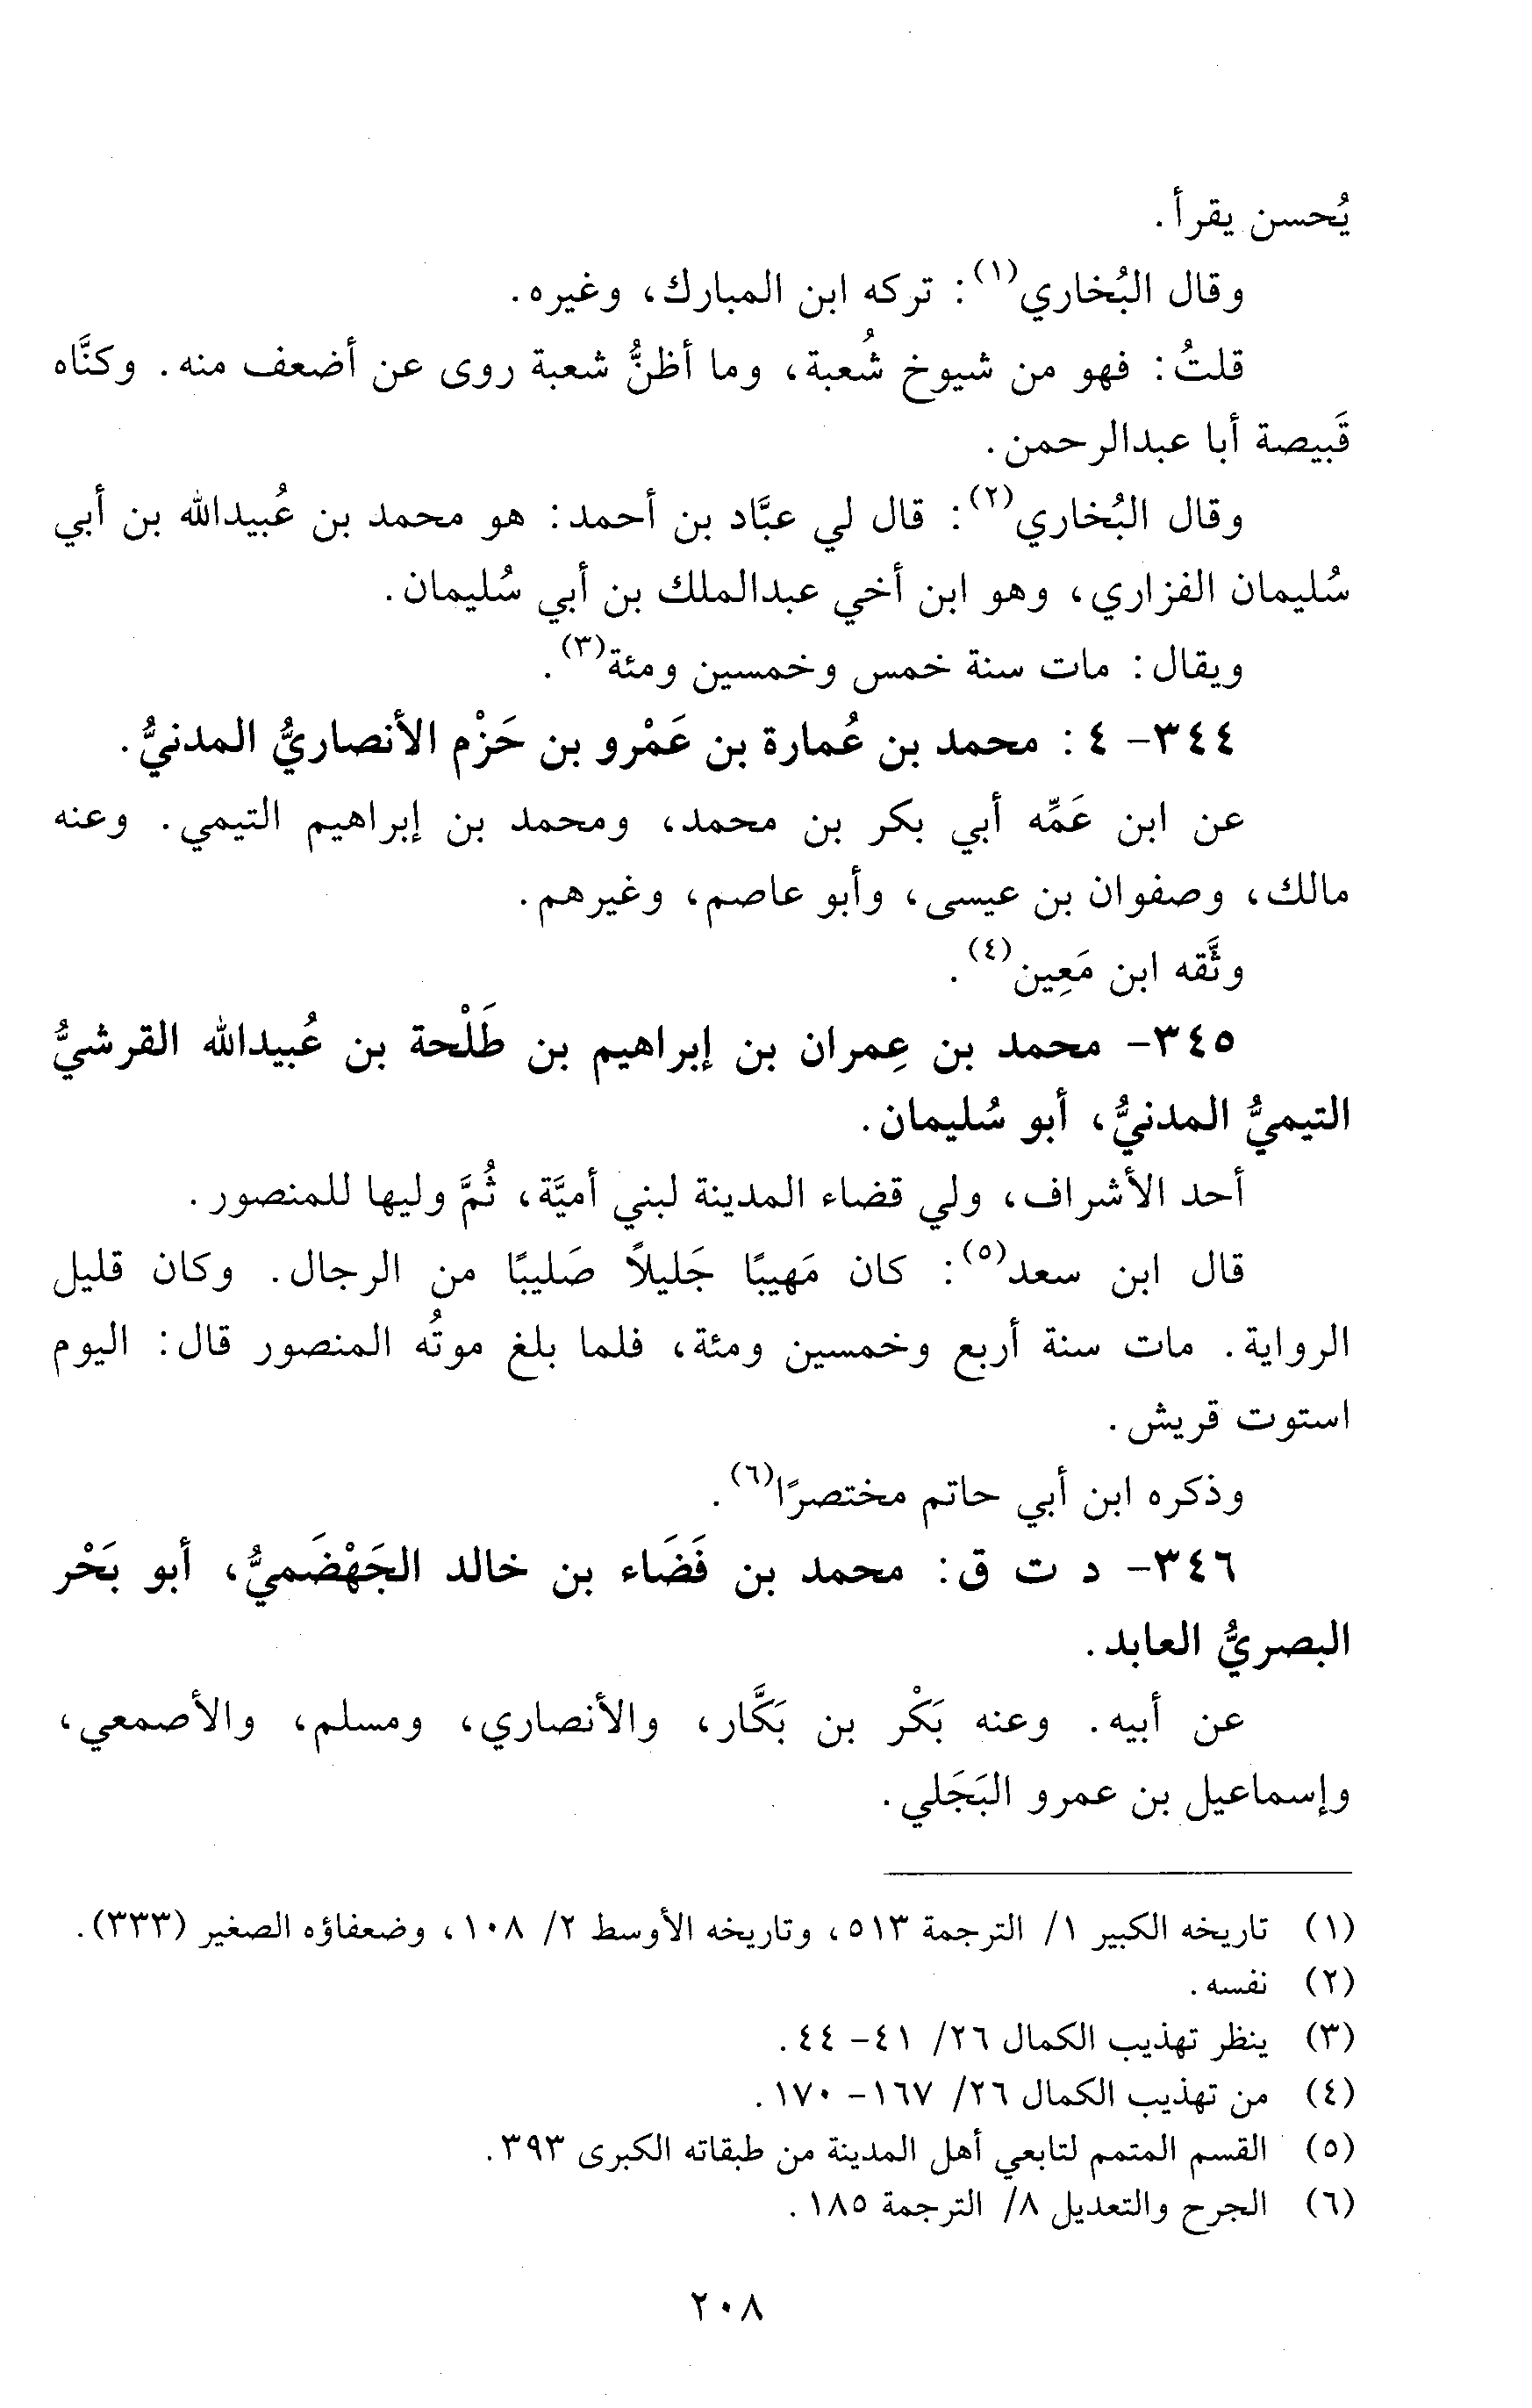 يُحسن يقرأ.
وقال البُخاري(١): تركه ابن المبارك، وغيره.
قلتُ: فهو من شيوخ شُعبة، وما أظنُّ شعبة روى عن أضعف منه. وكنَّاه
قَبيصة أبا عبدالرحمن.
وقال البُخاري(٢): قال لي عبَّاد بن أحمد: هو محمد بن عُبيدالله بن أبي
سُليمان الفزاري، وهو ابن أخي عبدالملك بن أبي سُليمان.
ويقال: مات سنة خمس وخمسين ومئة(٣).
٣٤٤- ٤: محمد بن عُمارة بن عَمْرو بن حَزْم الأنصاريُّ المدنيُّ.
عن ابن عَمِّه أبي بكر بن محمد، ومحمد بن إبراهيم التيمي. وعنه
مالك، وصفوان بن عيسى، وأبو عاصم، وغيرهم.
وثَّقه ابن مَعِين(٤).
٣٤٥- محمد بن عِمران بن إبراهيم بن طَلْحة بن عُبيدالله القرشيُّ
التيميُّ المدنيُّ، أبو سُليمان.
أحد الأشراف، ولي قضاء المدينة لبني أميَّة، ثُمَّ وليها للمنصور.
قال ابن سعد(٥): كان مَهيبًا جَليلاً صَليبًا من الرجال. وكان قليل
الرواية. مات سنة أربع وخمسين ومئة، فلما بلغ موتُه المنصور قال: اليوم
استوت قريش.
وذكره ابن أبي حاتم مختصرًا(٦).
٣٤٦- د ت ق: محمد بن فَضَاء بن خالد الجَهْضَميُّ، أبو بَحْر
البصريُّ العابد.
عن أبيه. وعنه بَكْر بن بَكَّار، والأنصاري، ومسلم، والأصمعي،
وإسماعيل بن عمرو البَجَلي.
(١) تاريخه الكبير ١/ الترجمة ٥١٣، وتاريخه الأوسط ٢/ ١٠٨، وضعفاؤه الصغير (٣٣٣).
(٢) نفسه.
(٣) ينظر تهذيب الكمال ٢٦/ ٤١- ٤٤.
(٤) من تهذيب الكمال ٢٦/ ١٦٧- ١٧٠.
(٥) القسم المتمم لتابعي أهل المدينة من طبقاته الكبرى ٣٩٣.
(٦) الجرح والتعديل ٨/ الترجمة ١٨٥.
٢٠٨